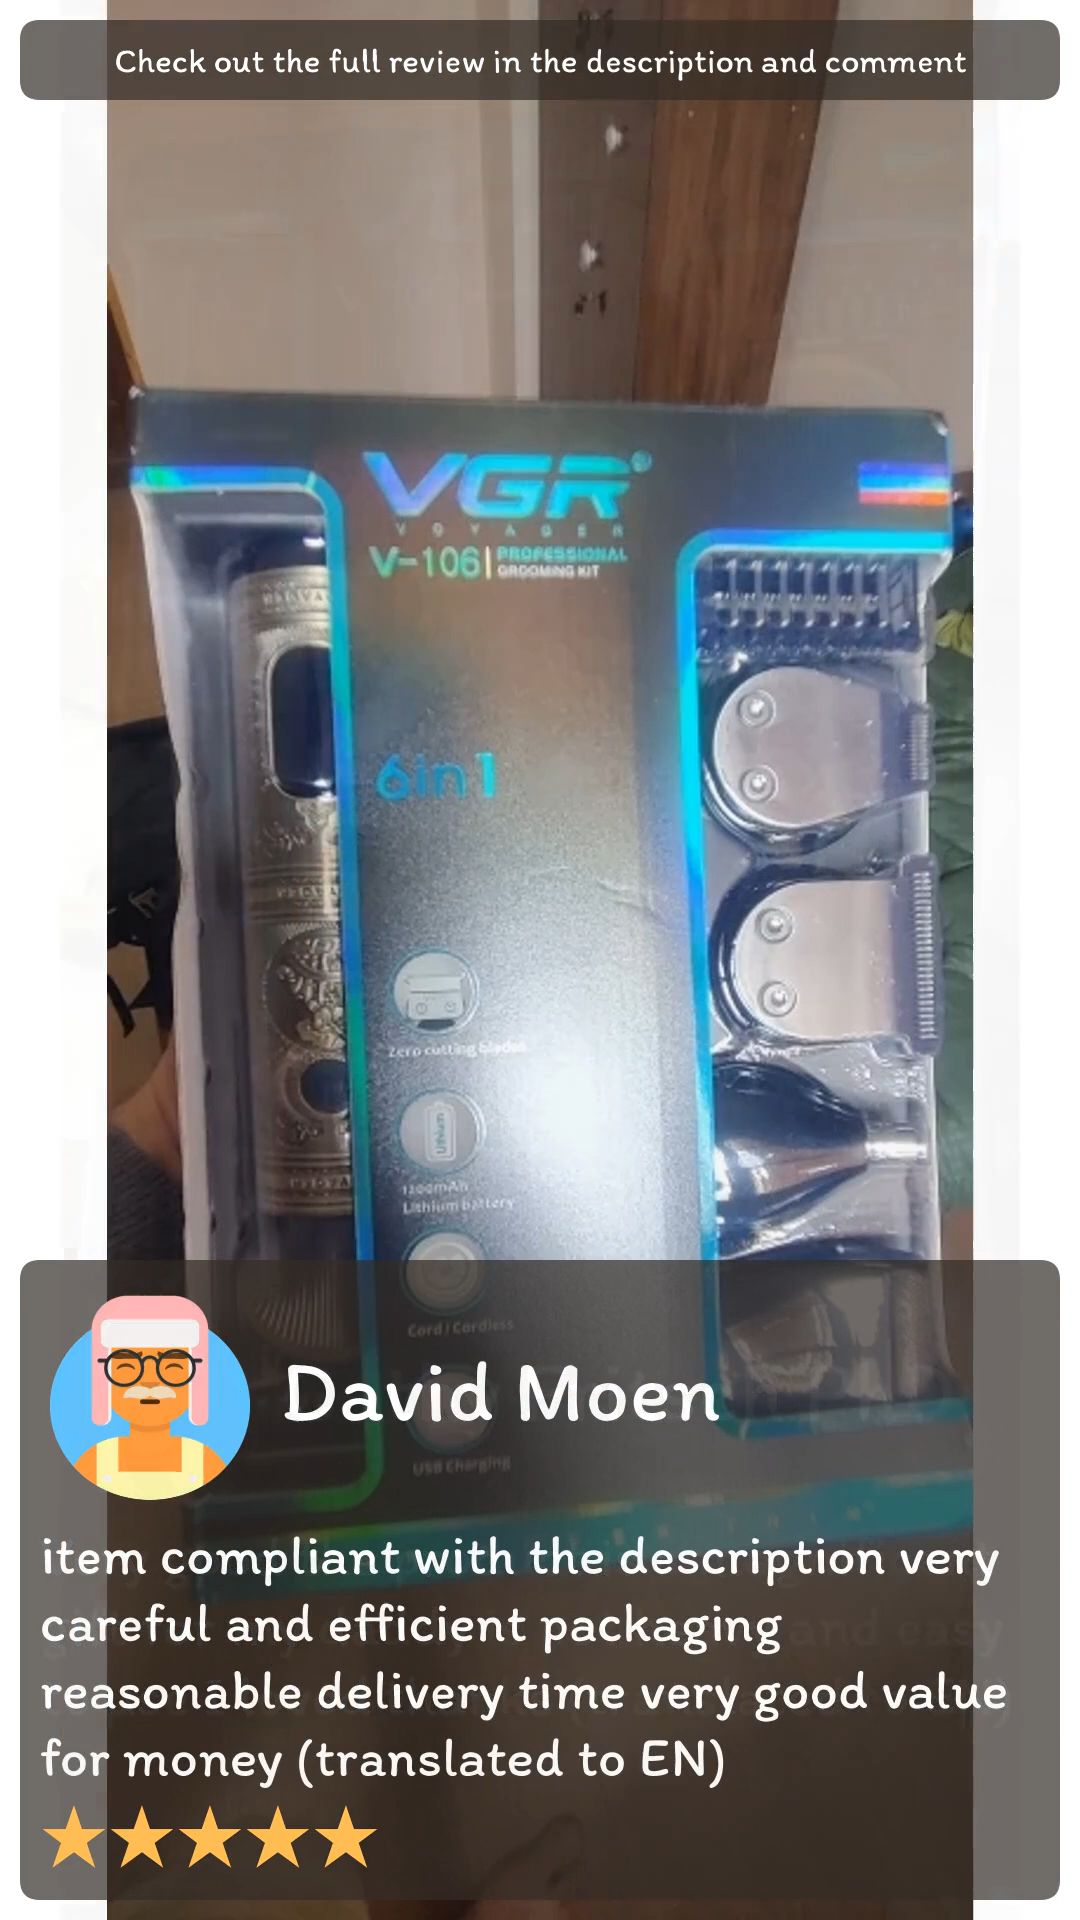 Check out the full review in the description and comment
VGR®
VOYAGER
V-106 | PROFESSIONAL
GROOMING KIT
6in1
Zero cutting blades
1200mAh
Lithium
Lithium battery
Cord / Cordless
USB Charging
David Moen
item compliant with the description very
careful and efficient packaging
reasonable delivery time very good value
for money (translated to EN)